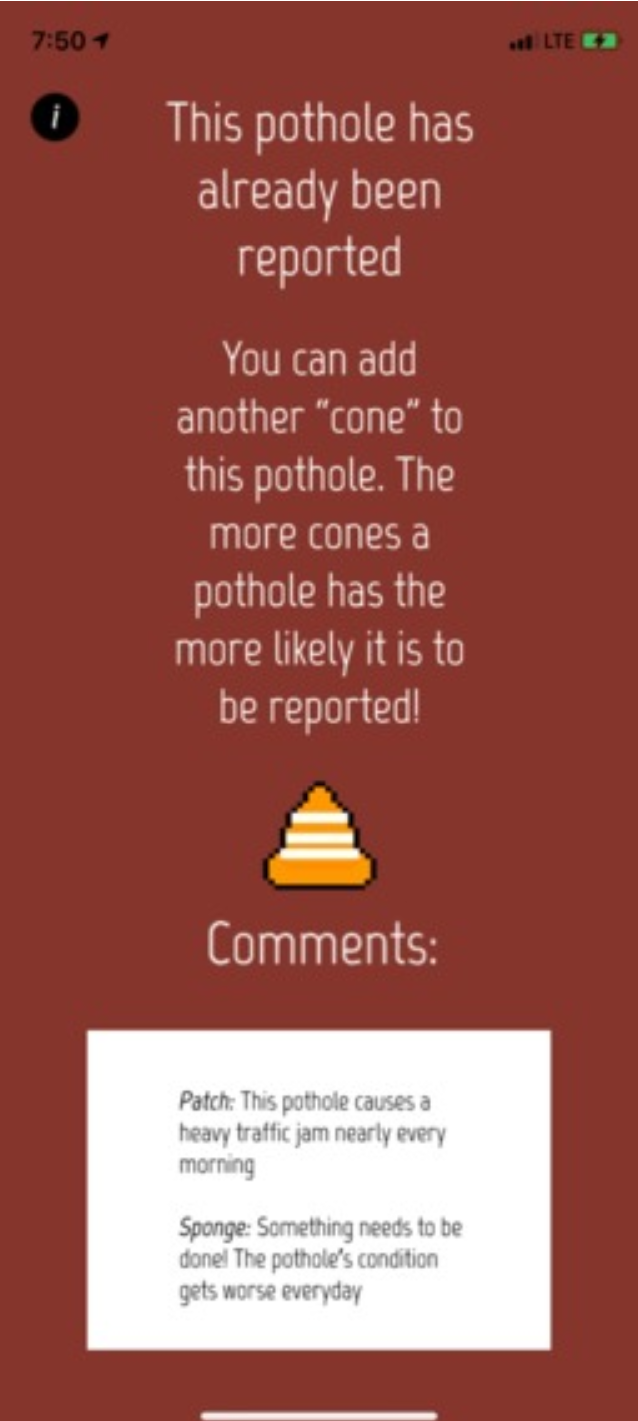 7:50
LTE
i
This pothole has
already been
reported
You can add
another "cone" to
this pothole. The
more cones a
pothole has the
more likely it is to
be reported!
Comments:
Patch: This pothole causes a
heavy traffic jam nearly every
morning
Sponge: Something needs to be
done! The pothole's condition
gets worse everyday